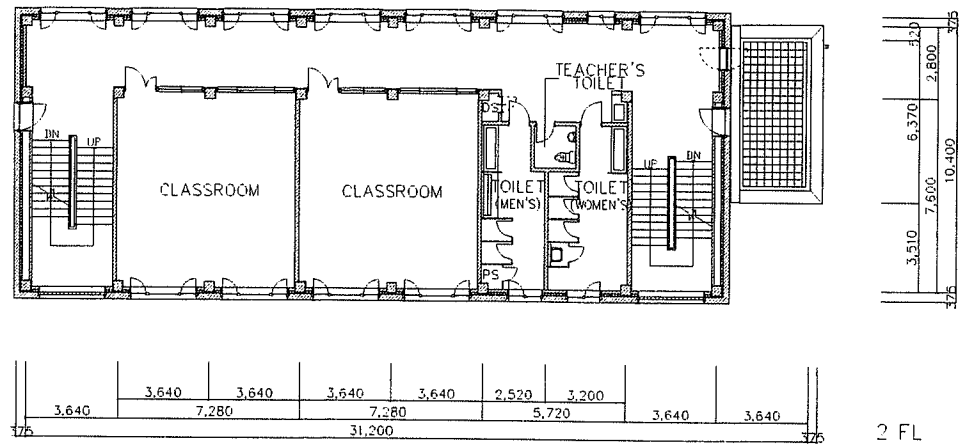 TEACHER'S
TOILET
DS
DN
UP
CLASSROOM
CLASSROOM
TOILET
(MEN'S)
TOILET
(WOMEN'S)
UP
DN
PS
375
520
2,800
6,370
10,400
7,600
3,510
375
3,640
3,640
3,640
3,640
2,520
3,200
3,640
7,280
7,280
5,720
3,640
3,640
375
31,200
375
2 FL